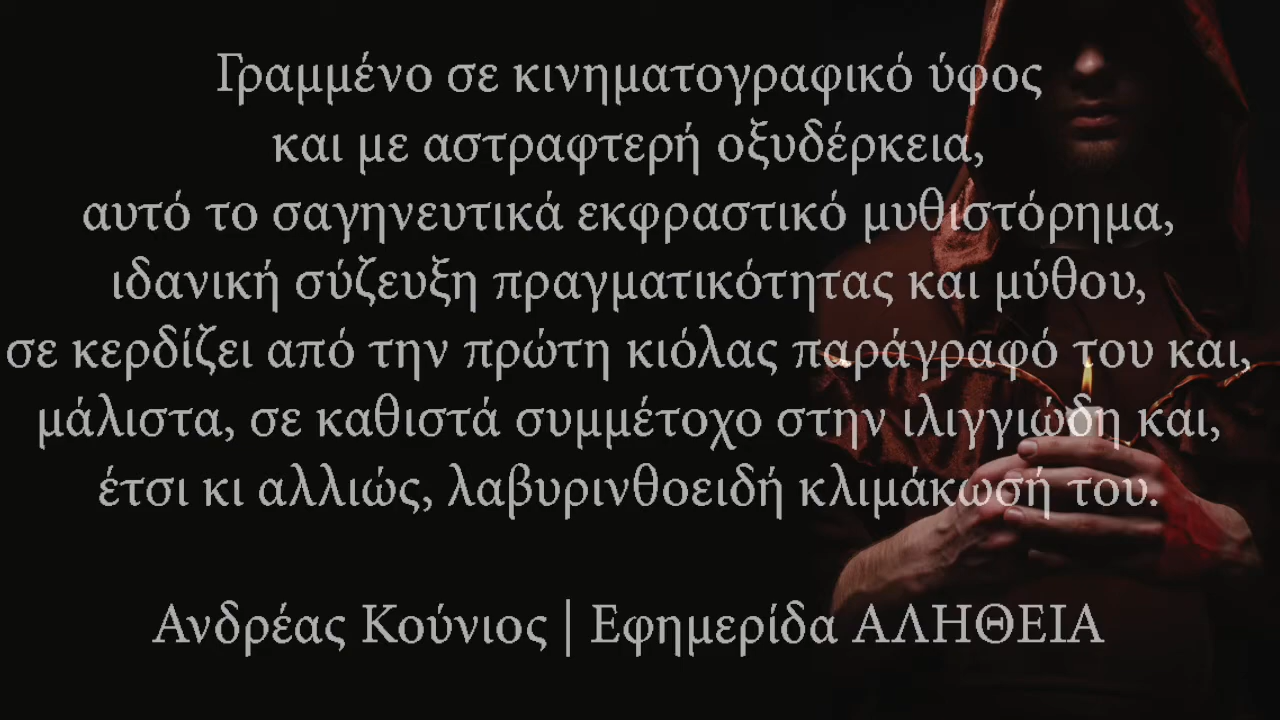 Γραμμένο σε κινηματογραφικό ύφος
και με αστραφτερή οξυδέρκεια,
αυτό το σαγηνευτικά εκφραστικό μυθιστόρημα,
ιδανική σύζευξη πραγματικότητας και μύθου,
σε κερδίζει από την πρώτη κιόλας παράγραφό του και,
μάλιστα, σε καθιστά συμμέτοχο στην ιλιγγιώδη και,
έτσι κι αλλιώς, λαβυρινθοειδή κλιμάκωσή του.
Ανδρέας Κούνιος | Εφημερίδα ΑΛΗΘΕΙΑ